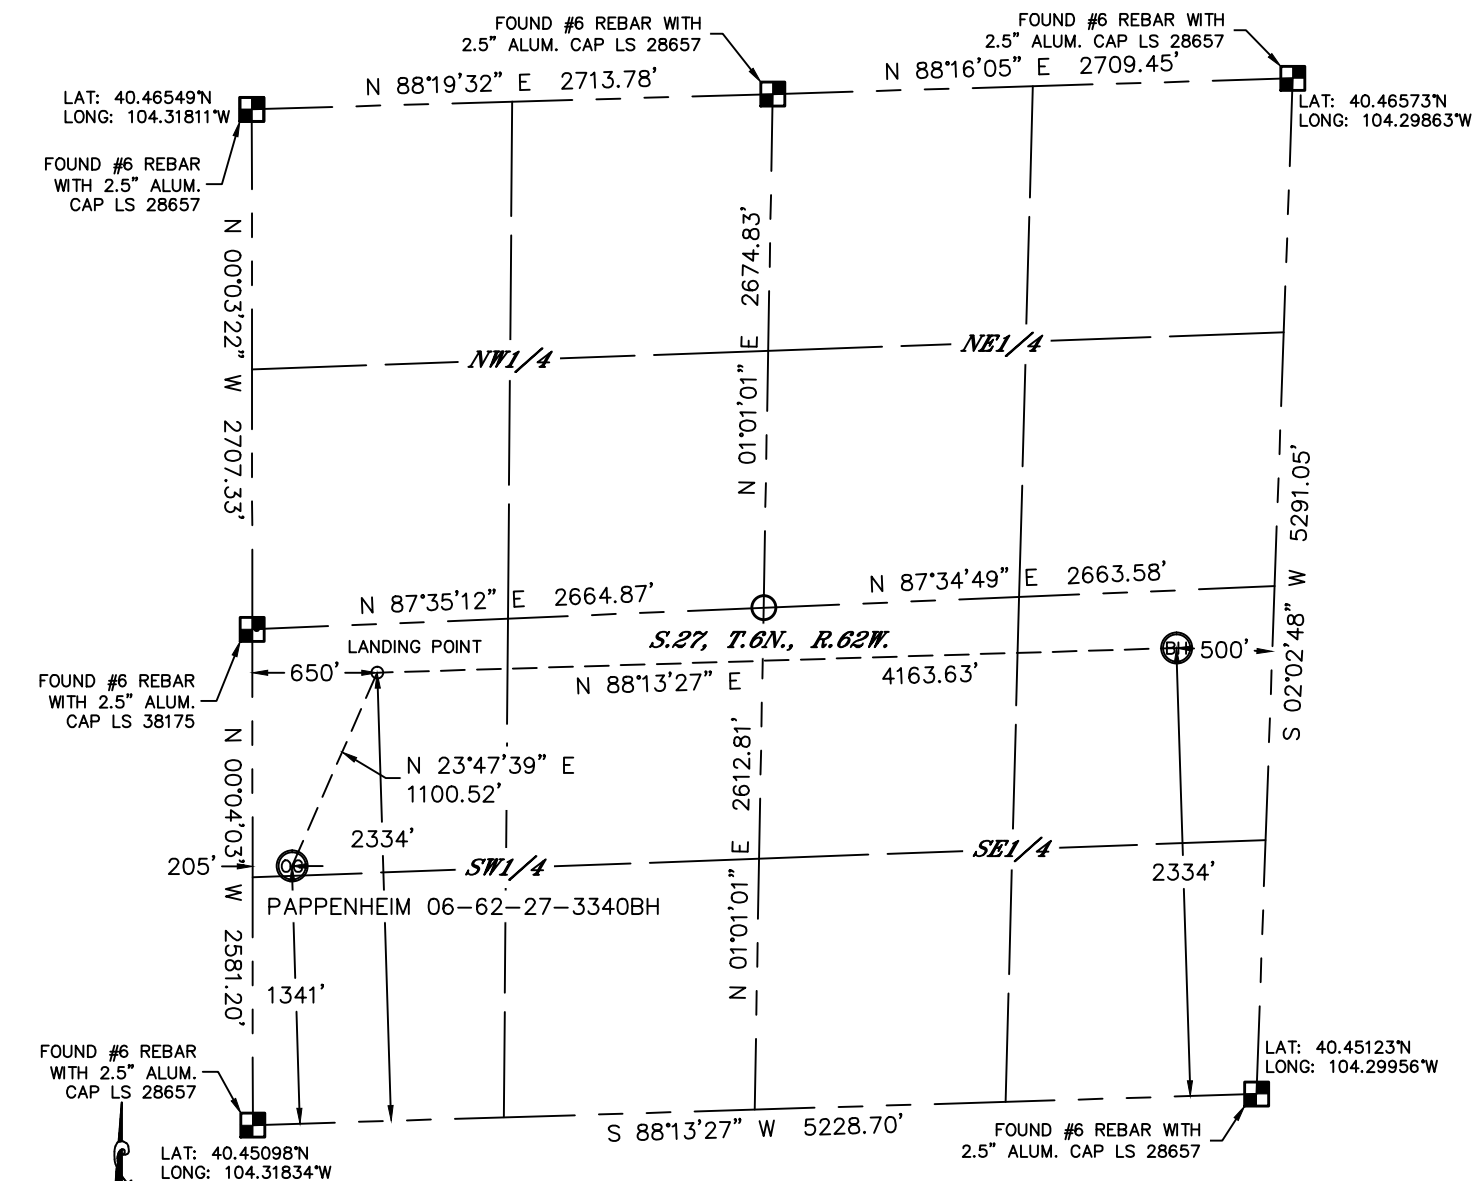 FOUND #6 REBAR WITH
2.5" ALUM. CAP LS 28657
FOUND #6 REBAR WITH
2.5" ALUM. CAP LS 28657
N 88°19'32" E 2713.78'
N 88°16'05" E 2709.45'
LAT: 40.46549°N
LONG: 104.31811°W
LAT: 40.46573°N
LONG: 104.29863°W
FOUND #6 REBAR
WITH 2.5" ALUM.
CAP LS 28657
N 00°03'22" W 2707.33'
N 01°01'01" E 2674.83'
NW1/4
NE1/4
S 02°02'48" W 5291.05'
N 87°35'12" E 2664.87'
N 87°34'49" E 2663.58'
S.27, T.6N., R.62W.
LANDING POINT
650'
BH
500'
N 88°13'27" E 4163.63'
FOUND #6 REBAR
WITH 2.5" ALUM.
CAP LS 38175
N 00°04'03" W 2581.20'
N 23°47'39" E
1100.52'
N 01°01'01" E 2612.81'
2334'
205'
06
SW1/4
SE1/4
2334'
PAPPENHEIM 06-62-27-3340BH
1341'
FOUND #6 REBAR
WITH 2.5" ALUM.
CAP LS 28657
LAT: 40.45123°N
LONG: 104.29956°W
S 88°13'27" W 5228.70'
FOUND #6 REBAR WITH
2.5" ALUM. CAP LS 28657
LAT: 40.45098°N
LONG: 104.31834°W